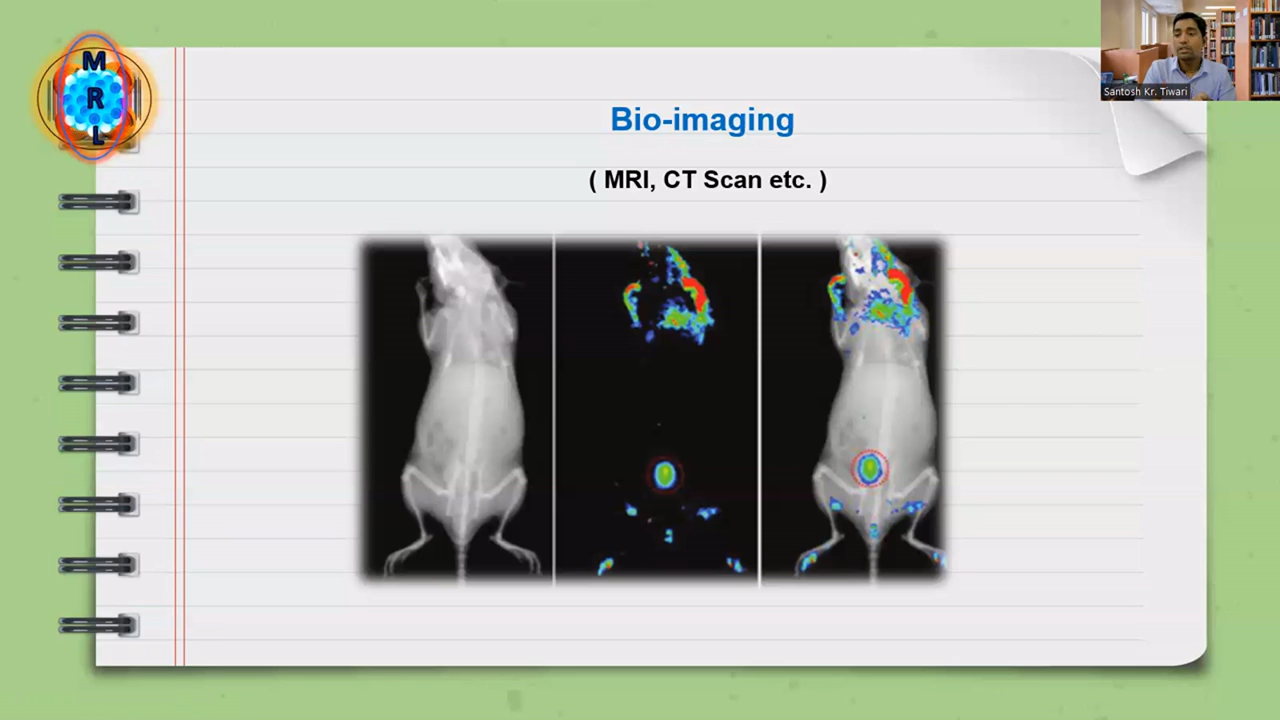 M
R
L
Bio-imaging
( MRI, CT Scan etc. )
Santosh Kr. Tiwari